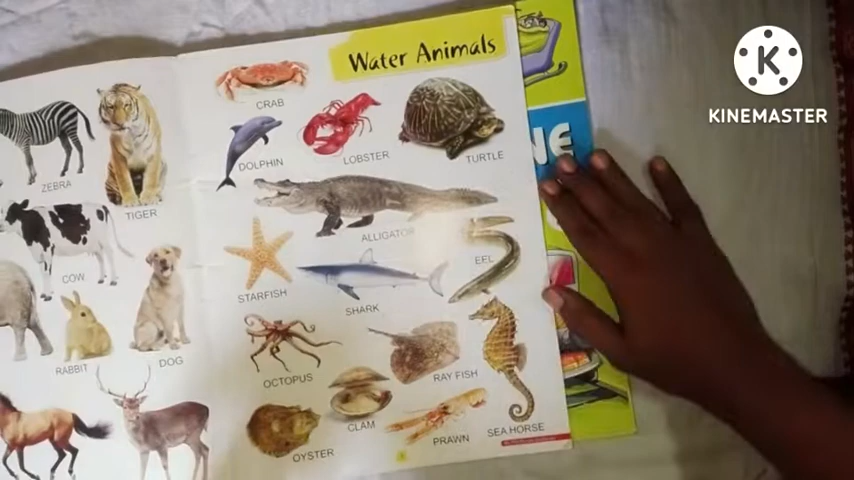 Water Animals
CRAB
DOLPHIN
LOBSTER
TURTLE
ZEBRA
TIGER
ALLIGATOR
COW
STARFISH
SHARK
EEL
RABBIT
DOG
OCTOPUS
RAY FISH
CLAM
OYSTER
PRAWN
SEA HORSE
NE
K
KINEMASTER